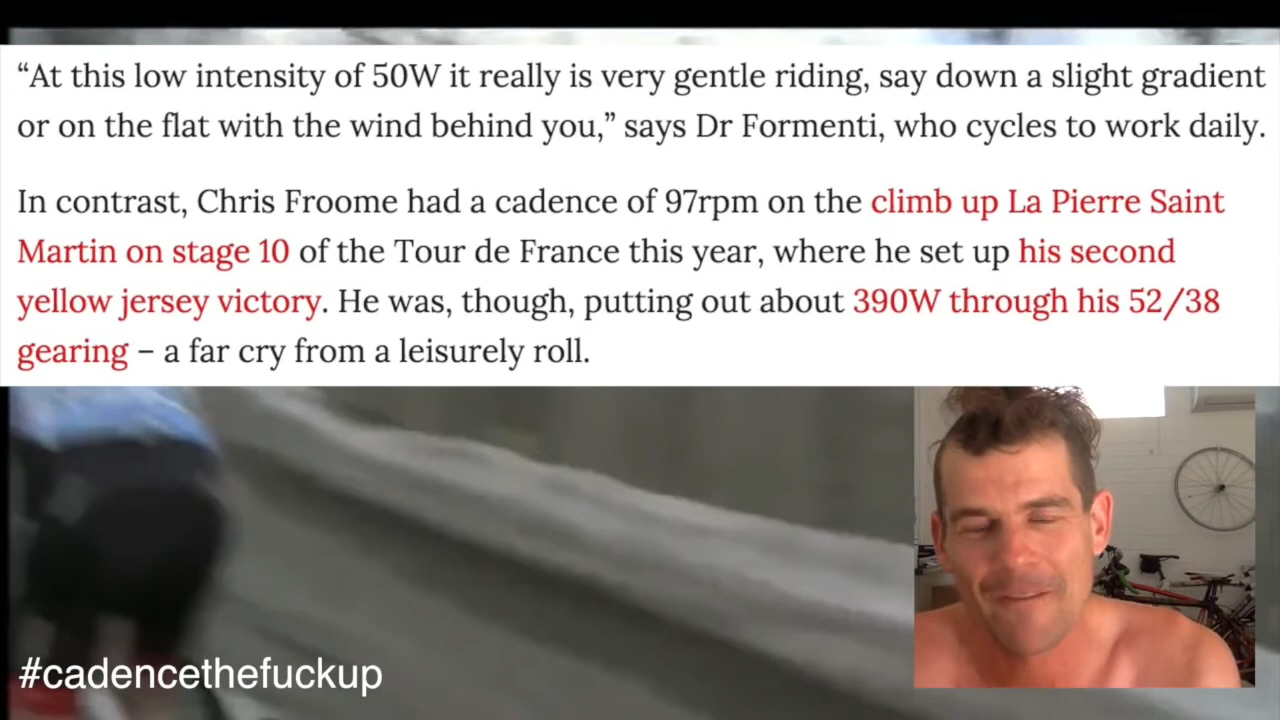 “At this low intensity of 50W it really is very gentle riding, say down a slight gradient
or on the flat with the wind behind you,” says Dr Formenti, who cycles to work daily.
In contrast, Chris Froome had a cadence of 97rpm on the climb up La Pierre Saint
Martin on stage 10 of the Tour de France this year, where he set up his second
yellow jersey victory. He was, though, putting out about 390W through his 52/38
gearing – a far cry from a leisurely roll.
#cadencethefuckup